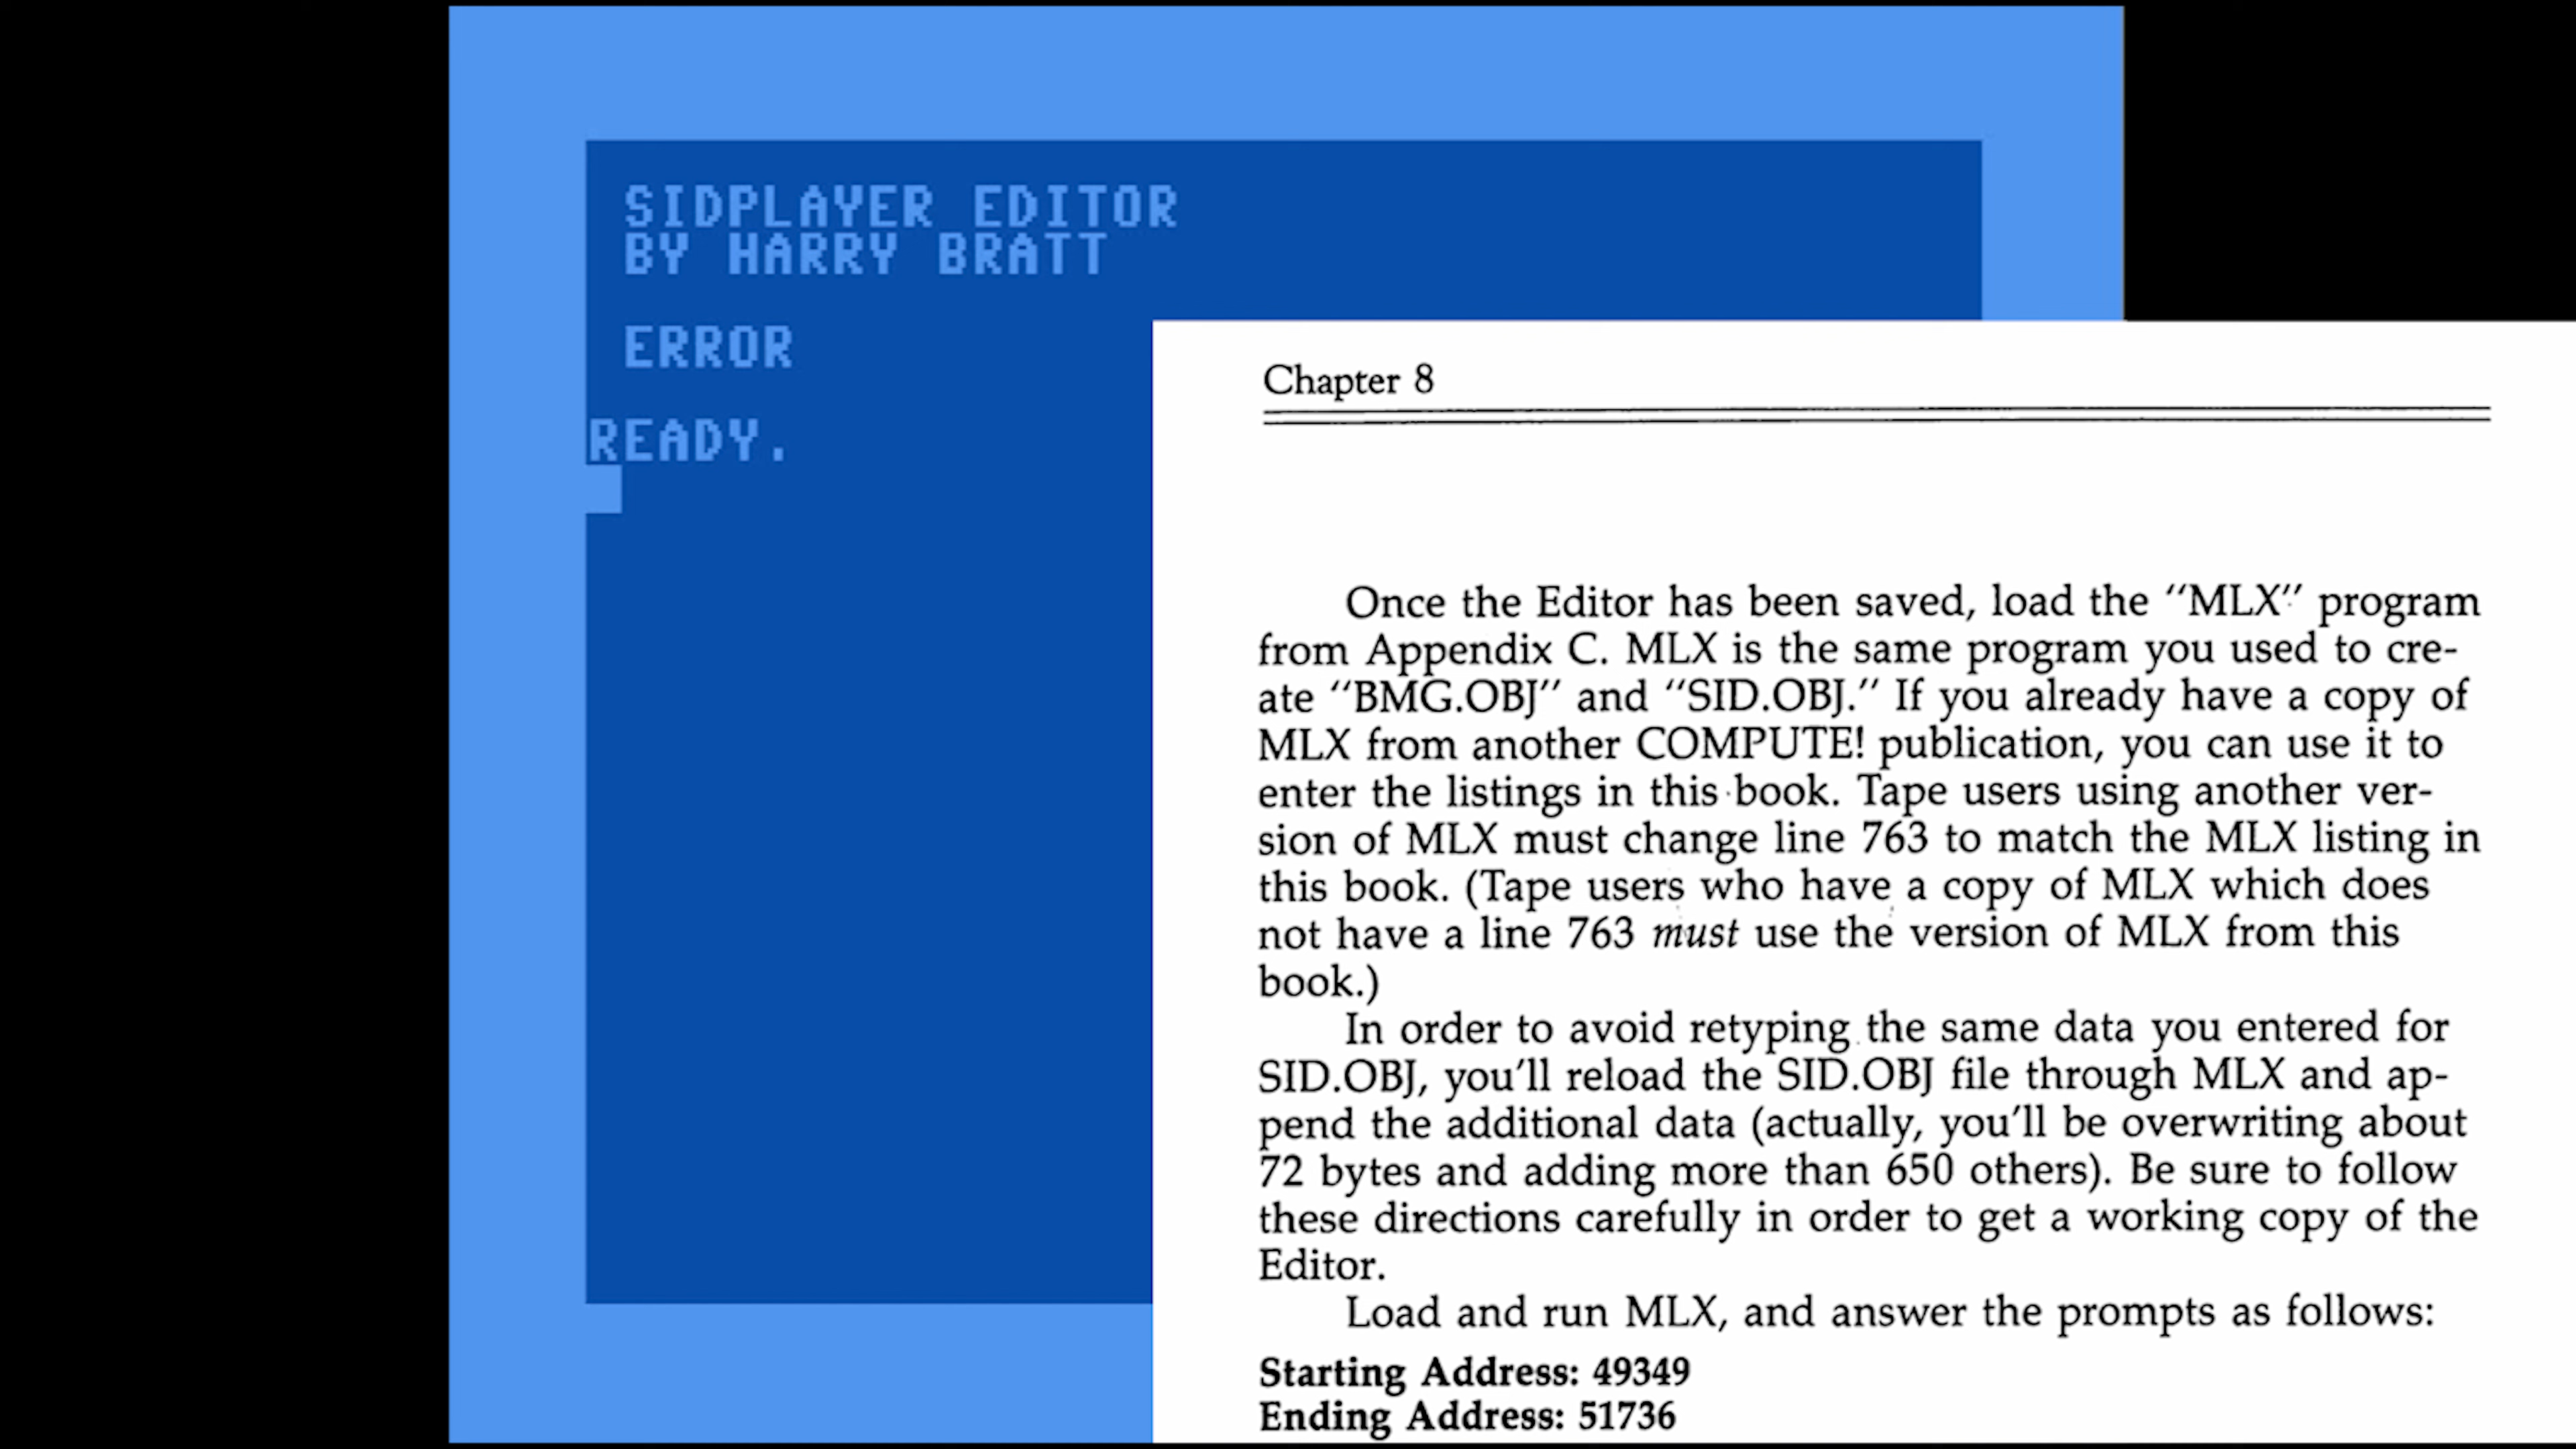 SIDPLAYER EDITOR
BY HARRY BRATT
ERROR
READY.
Chapter 8
Once the Editor has been saved, load the “MLX” program
from Appendix C. MLX is the same program you used to cre-
ate “BMG.OBJ” and “SID.OBJ.” If you already have a copy of
MLX from another COMPUTE! publication, you can use it to
enter the listings in this book. Tape users using another ver-
sion of MLX must change line 763 to match the MLX listing in
this book. (Tape users who have a copy of MLX which does
not have a line 763 must use the version of MLX from this
book.)
In order to avoid retyping the same data you entered for
SID.OBJ, you’ll reload the SID.OBJ file through MLX and ap-
pend the additional data (actually, you’ll be overwriting about
72 bytes and adding more than 650 others). Be sure to follow
these directions carefully in order to get a working copy of the
Editor.
Load and run MLX, and answer the prompts as follows:
Starting Address: 49349
Ending Address: 51736